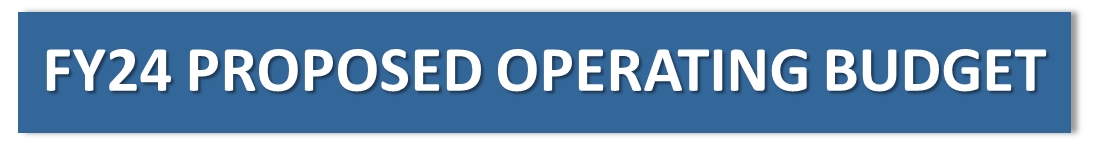 FY24 PROPOSED OPERATING BUDGET